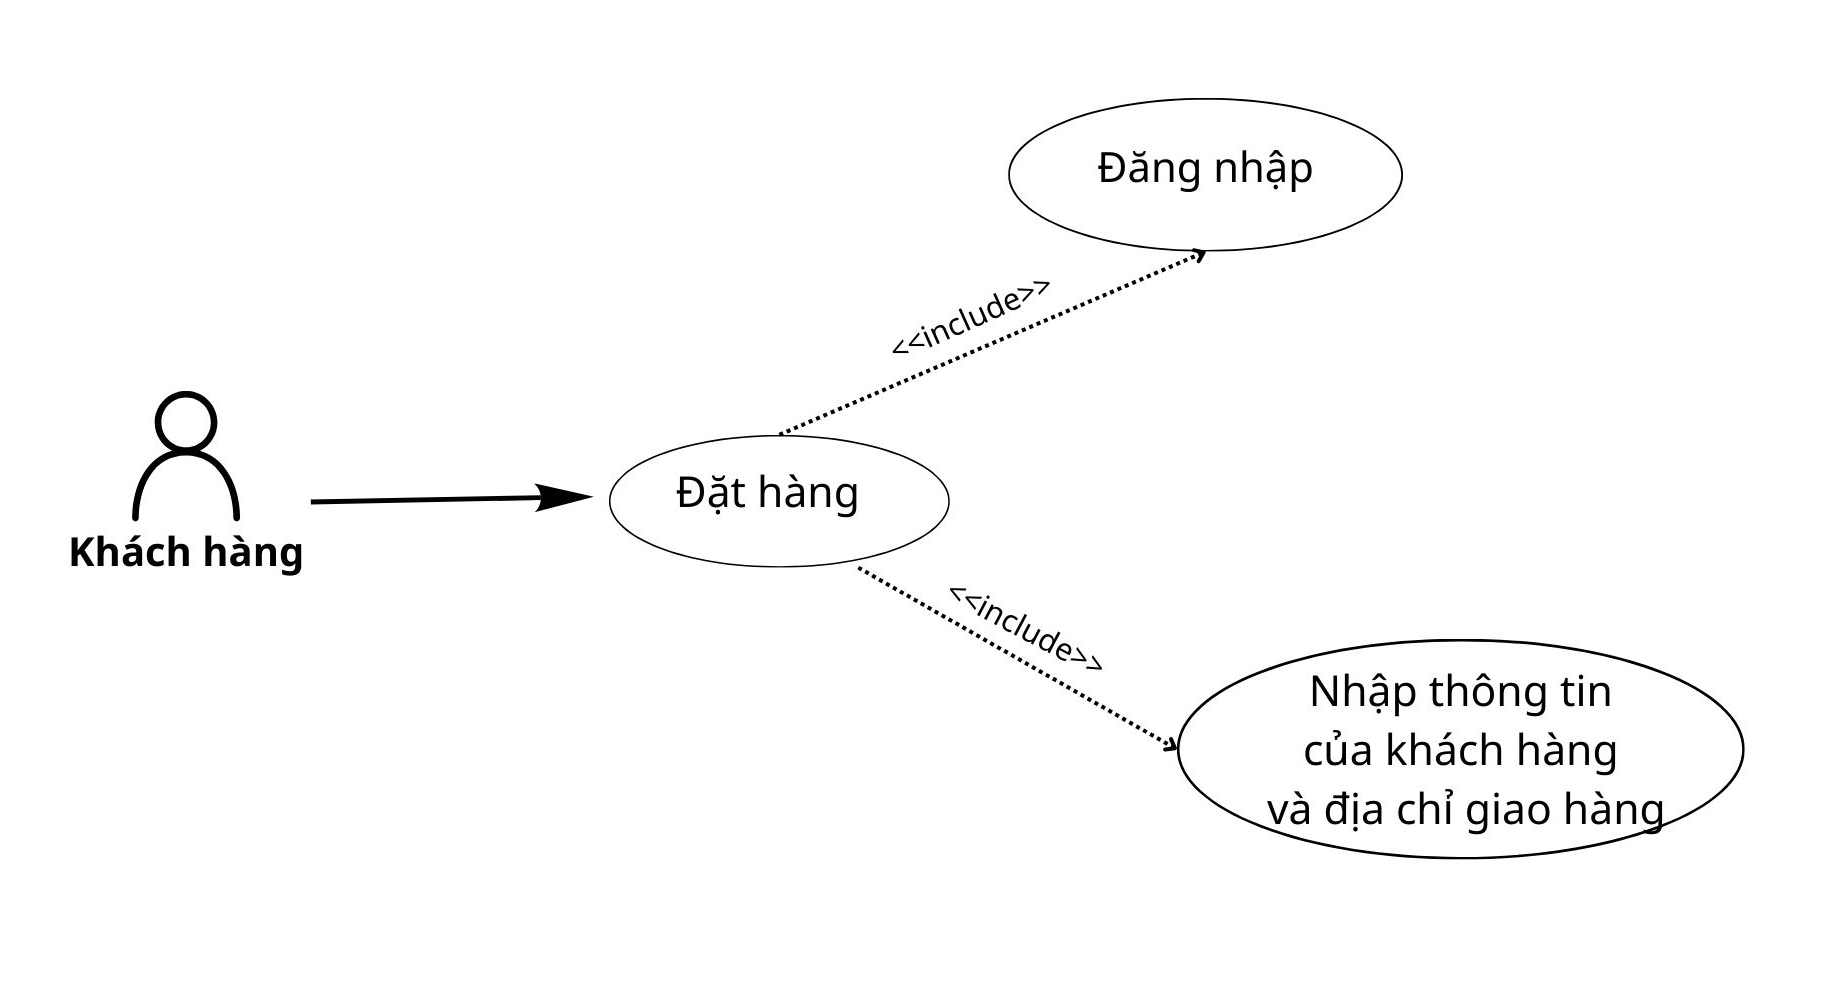 Đăng nhập
<<include>>
Đặt hàng
Khách hàng
<<include>>
Nhập thông tin
của khách hàng
và địa chỉ giao hàng